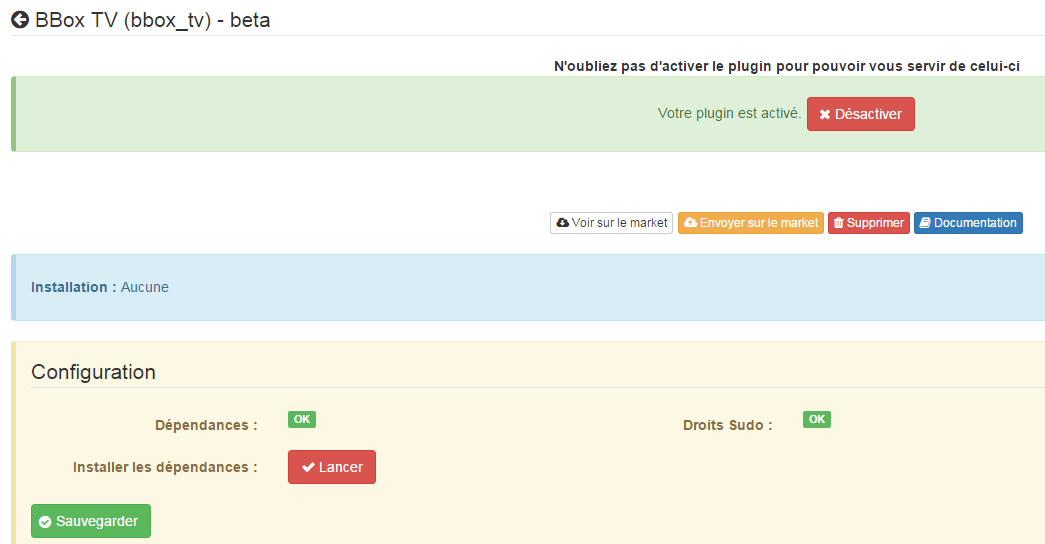 BBox TV (bbox_tv) - beta
N'oubliez pas d'activer le plugin pour pouvoir vous servir de celui-ci
Votre plugin est activé. Désactiver
Voir sur le market Envoyer sur le market Supprimer Documentation
Installation : Aucune
Configuration
Dépendances : OK Droits Sudo : OK
Installer les dépendances : Lancer
Sauvegarder